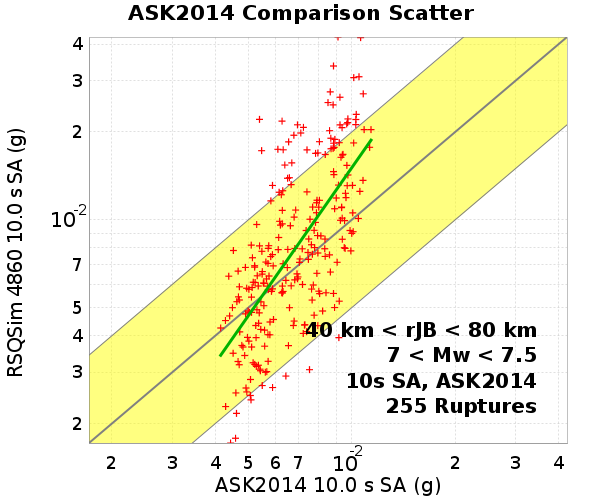 ASK2014 Comparison Scatter
4
3
2
10-2
7
5
4
3
2
RSQSim 4860 10.0 s SA (g)
40 km < rJB < 80 km
7 < Mw < 7.5
10s SA, ASK2014
255 Ruptures
2 3 4 5 6 7 10-2 2 3 4
ASK2014 10.0 s SA (g)